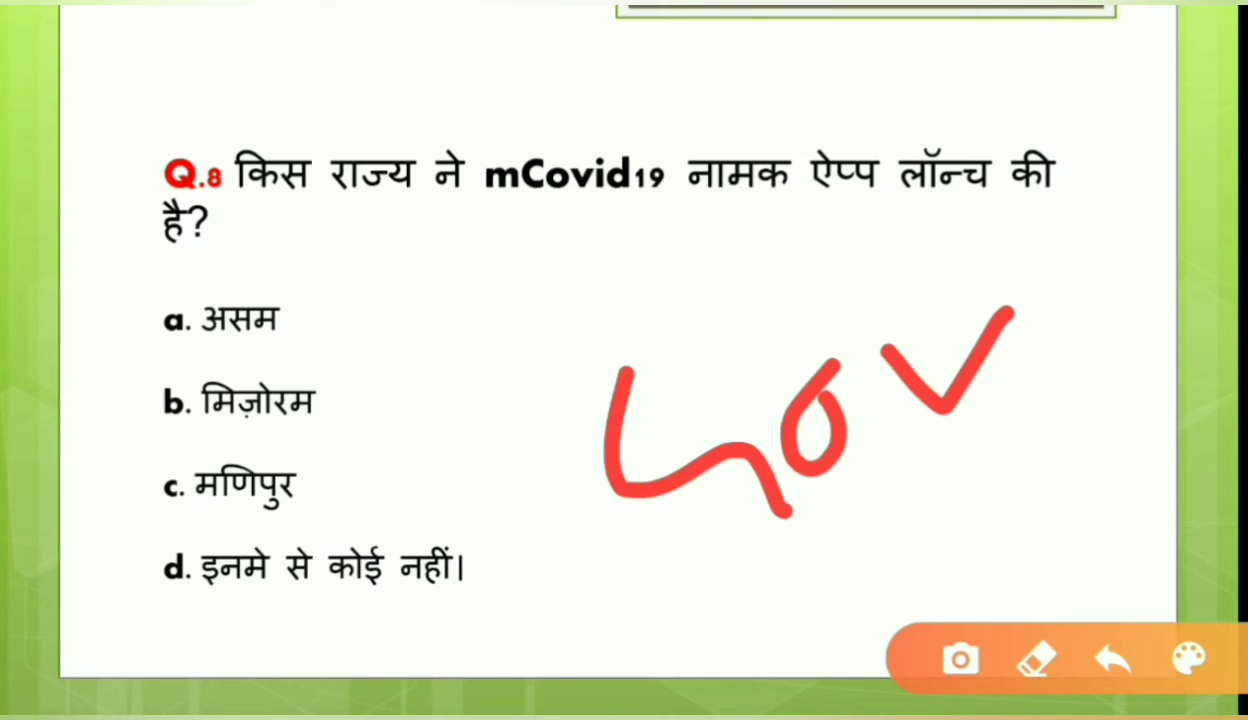 Q.8 किस राज्य ने mCovid19 नामक ऐप्प लॉन्च की
है?
a. असम
b. मिज़ोरम
c. मणिपुर
d. इनमे से कोई नहीं।